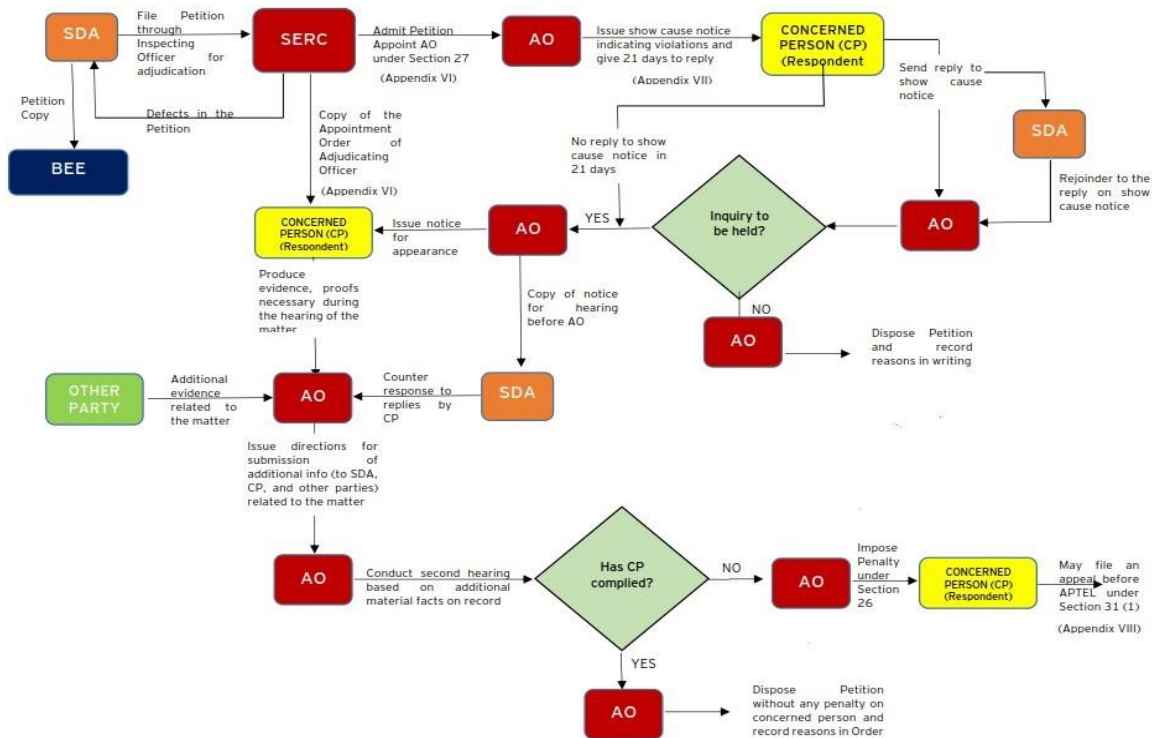 SDA
File Petition
through
Inspecting
Officer for
adjudication
SERC
Admit Petition
Appoint AO
under Section 27
(Appendix VI)
AO
Issue show cause notice
indicating violations and
give 21 days to reply
(Appendix VII)
CONCERNED
PERSON (CP)
(Respondent
Send reply to
show cause
notice
SDA
Petition
Copy
Defects in the
Petition
BEE
Copy of the
Appointment
Order of
Adjudicating
Officer
(Appendix VI)
No reply to show
cause notice in
21 days
Rejoinder to the
reply on show
cause notice
CONCERNED
PERSON (CP)
(Respondent)
Issue notice
for
appearance
AO
YES
Inquiry to
be held?
AO
Produce
evidence, proofs
necessary during
the hearing of the
matter
Copy of notice
for hearing
before AO
NO
AO
Dispose Petition
and record
reasons in writing
OTHER
PARTY
Additional
evidence
related to
the matter
AO
Counter
response to
replies by
CP
SDA
Issue directions for
submission of
additional info (to SDA,
CP, and other parties)
related to the matter
AO
Conduct second hearing
based on additional
material facts on record
Has CP
complied?
NO
AO
Impose
Penalty
under
Section
26
CONCERNED
PERSON (CP)
(Respondent)
May file an
appeal before
APTEL under
Section 31 (1)
(Appendix VIII)
YES
AO
Dispose Petition
without any penalty on
concerned person and
record reasons in Order